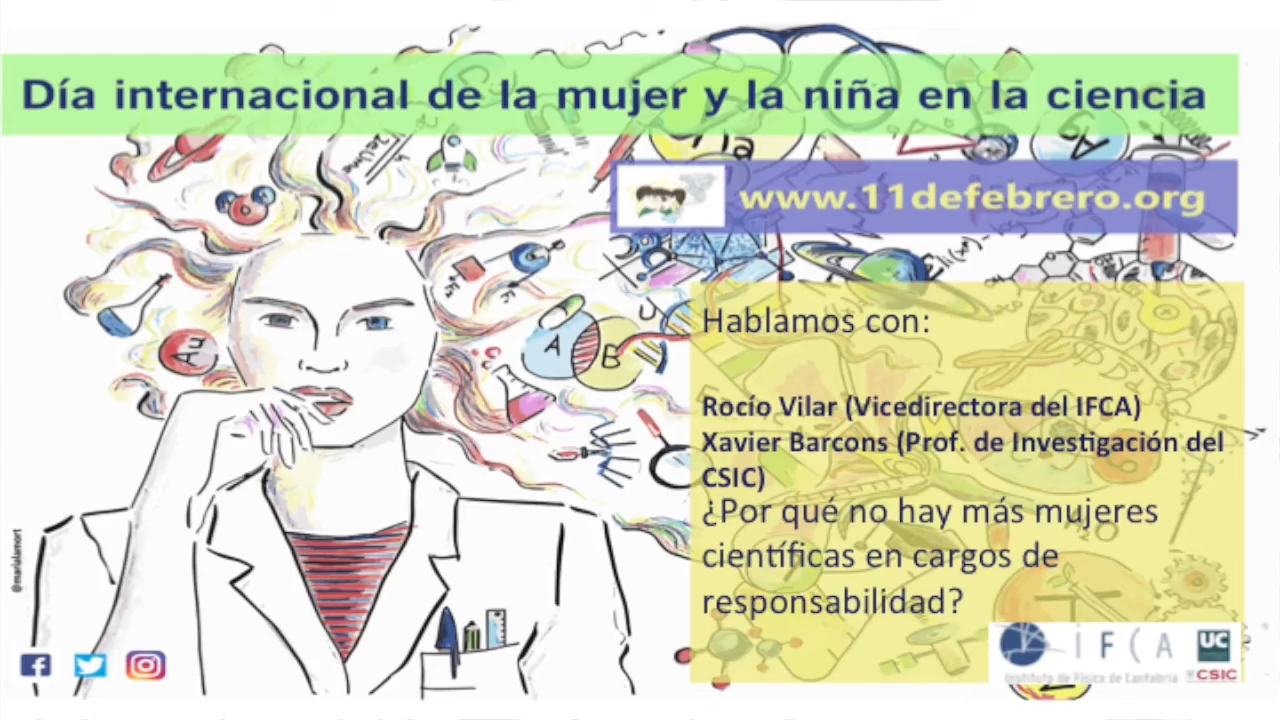 Día internacional de la mujer y la niña en la ciencia
www.11defebrero.org
Hablamos con:
Rocío Vilar (Vicedirectora del IFCA)
Xavier Barcons (Prof. de Investigación del
CSIC)
¿Por qué no hay más mujeres
científicas en cargos de
responsabilidad?
Au
A
B
@marialamort
IFCA
Instituto de Física de Cantabria
UC
CSIC